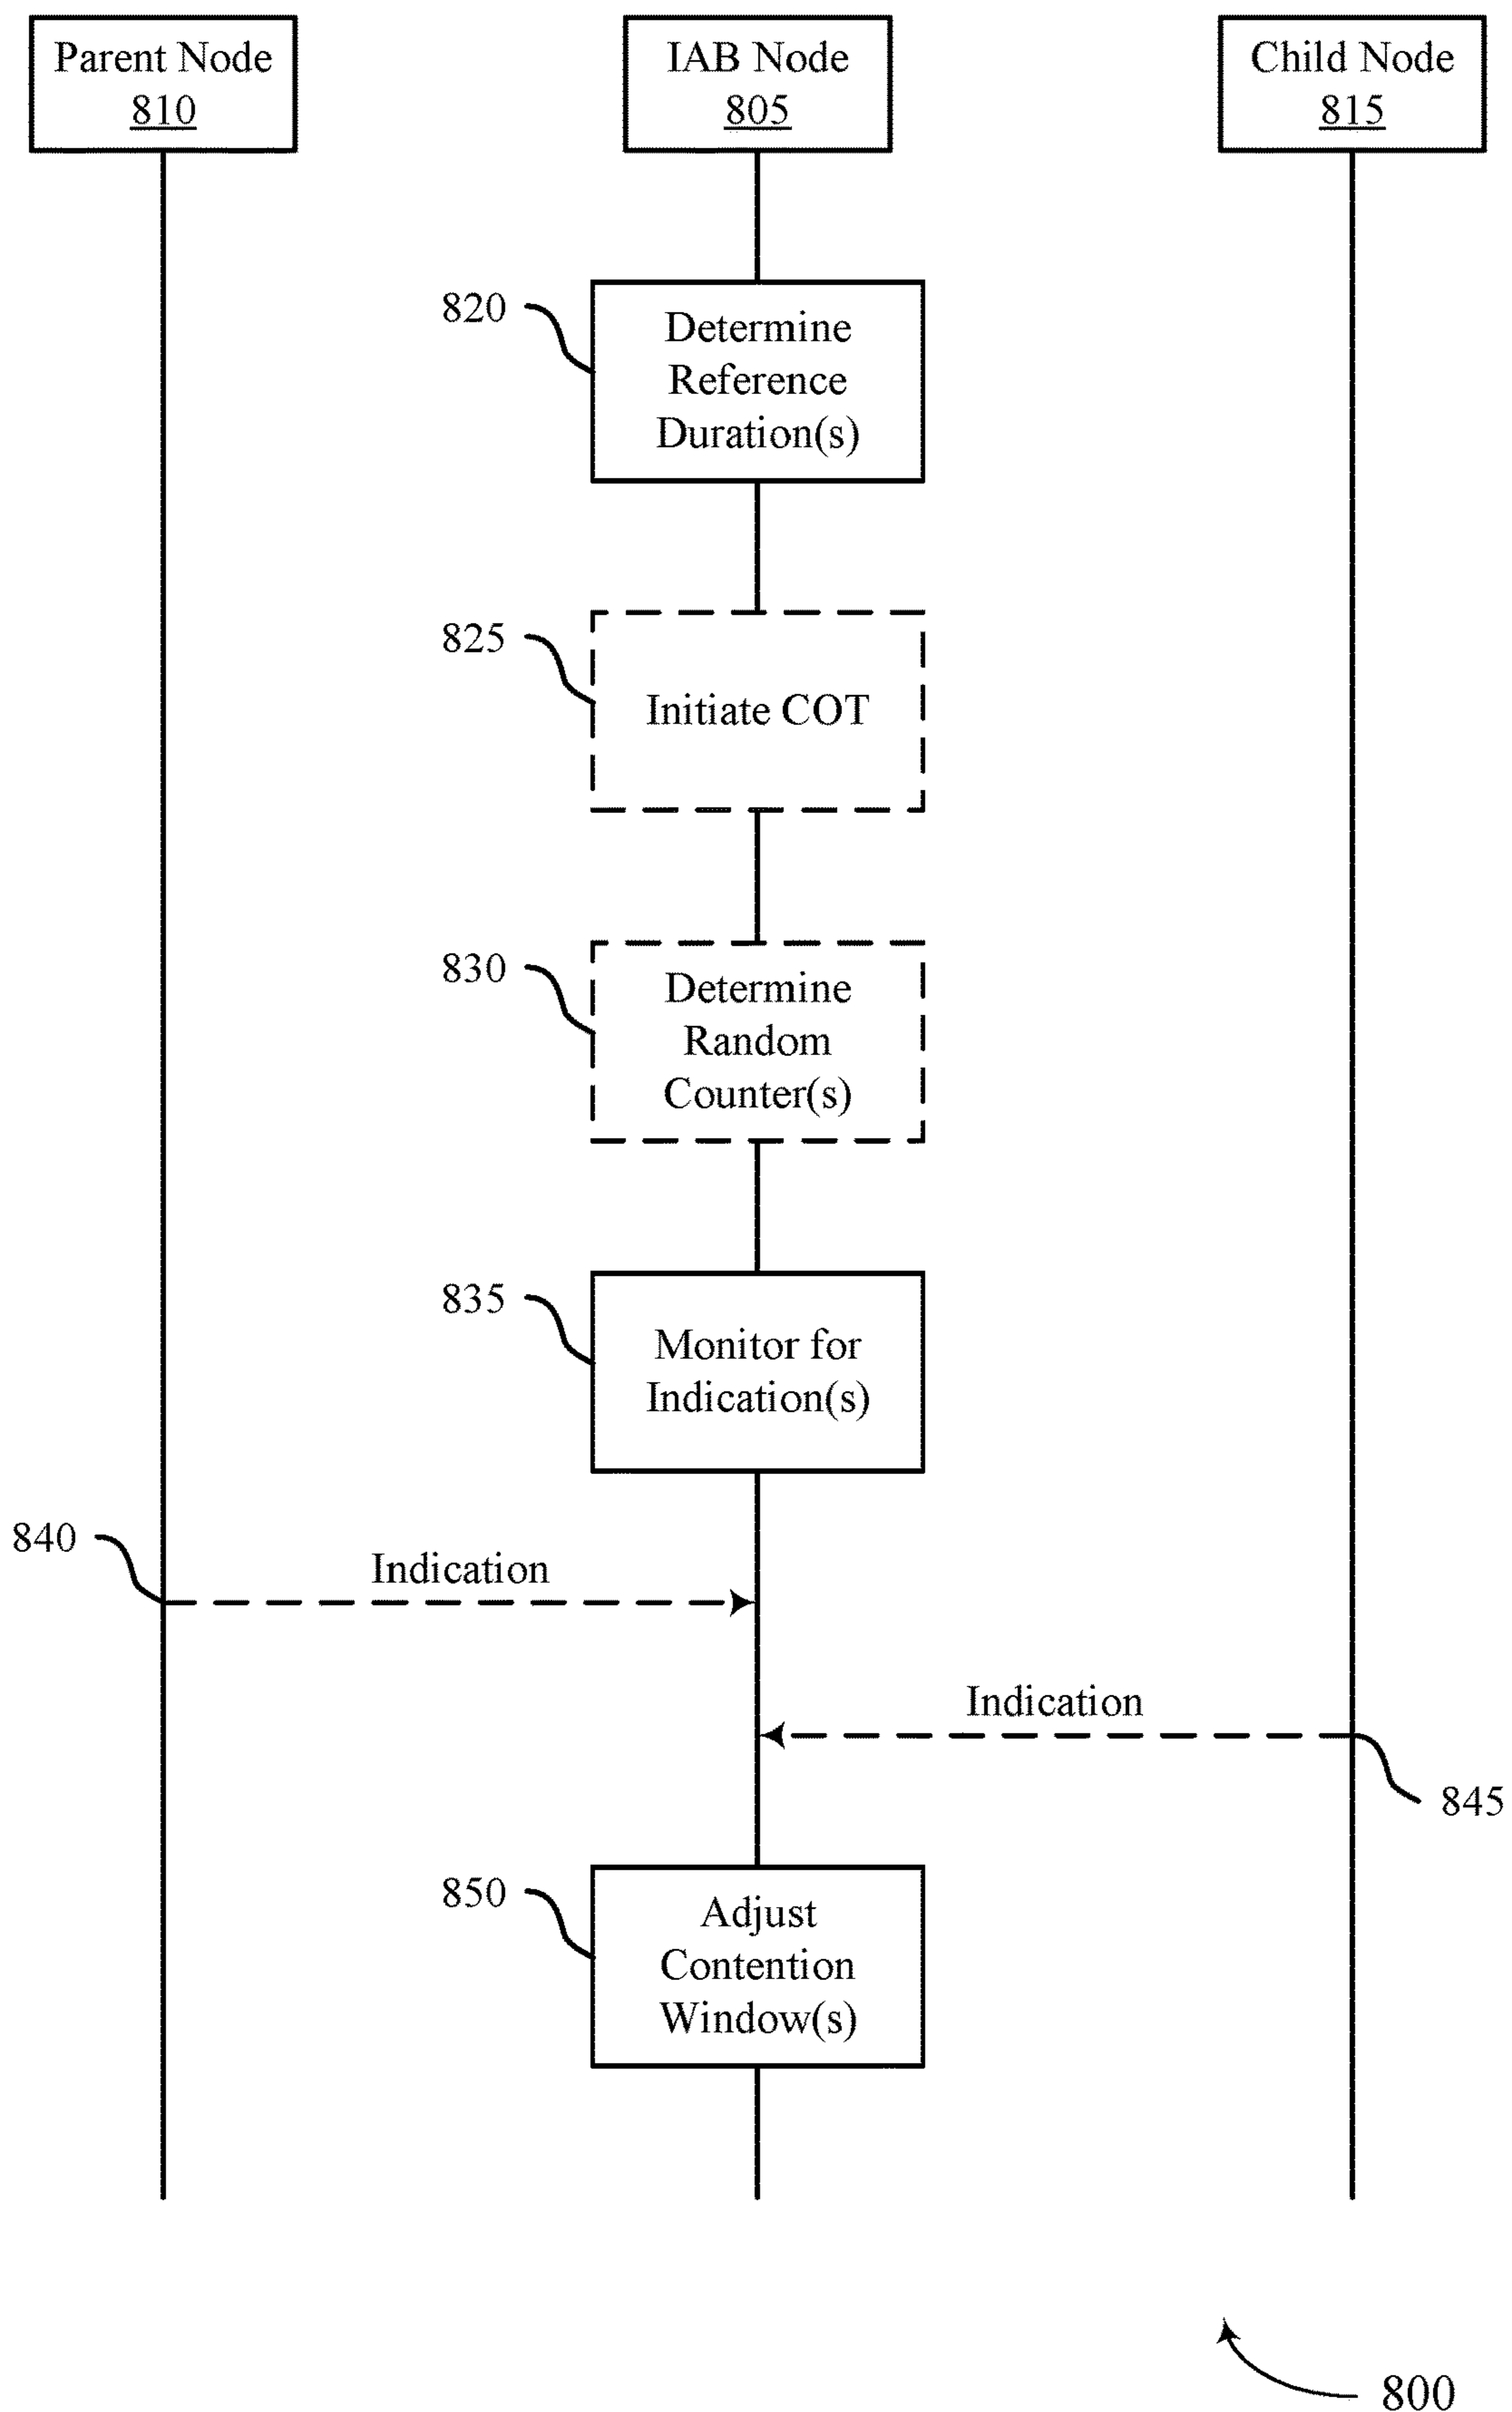 Parent Node
810
IAB Node
805
Child Node
815
820
Determine
Reference
Duration(s)
825
Initiate COT
830
Determine
Random
Counter(s)
835
Monitor for
Indication(s)
840
Indication
Indication
845
850
Adjust
Contention
Window(s)
800